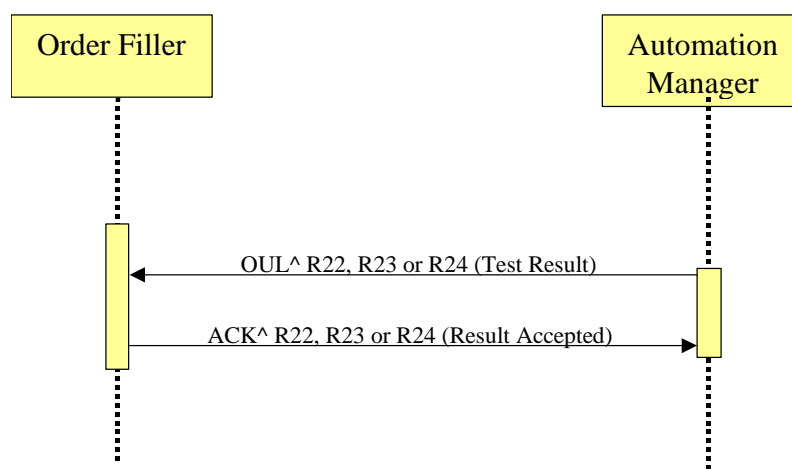 Order Filler
Automation
Manager
OUL^ R22, R23 or R24 (Test Result)
ACK^ R22, R23 or R24 (Result Accepted)